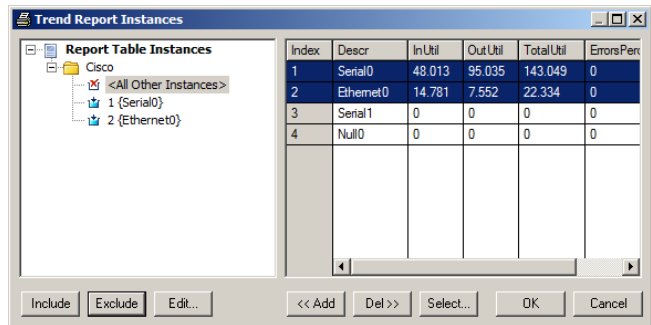 Trend Report Instances
Report Table Instances
Cisco
<All Other Instances>
1 {Serial0}
2 {Ethernet0}
Index Descr InUtil OutUtil TotalUtil ErrorsPerc
1 Serial0 48.013 95.035 143.049 0
2 Ethernet0 14.781 7.552 22.334 0
3 Serial1 0 0 0 0
4 Null0 0 0 0 0
Include Exclude Edit... << Add Del >> Select... OK Cancel